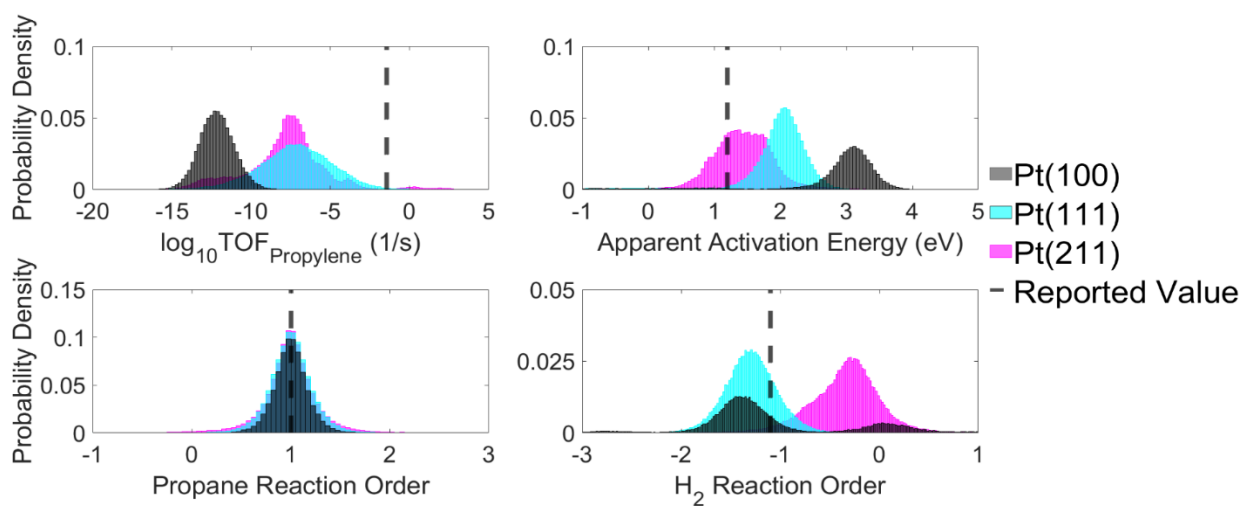 Probability Density
0.1
0.05
0
-20 -15 -10 -5 0 5
log10TOFPropylene (1/s)
0.1
0.05
0
-1 0 1 2 3 4 5
Apparent Activation Energy (eV)
Probability Density
0.15
0.1
0.05
0
-1 0 1 2 3
Propane Reaction Order
0.05
0.025
0
-3 -2 -1 0 1
H2 Reaction Order
Pt(100)
Pt(111)
Pt(211)
Reported Value